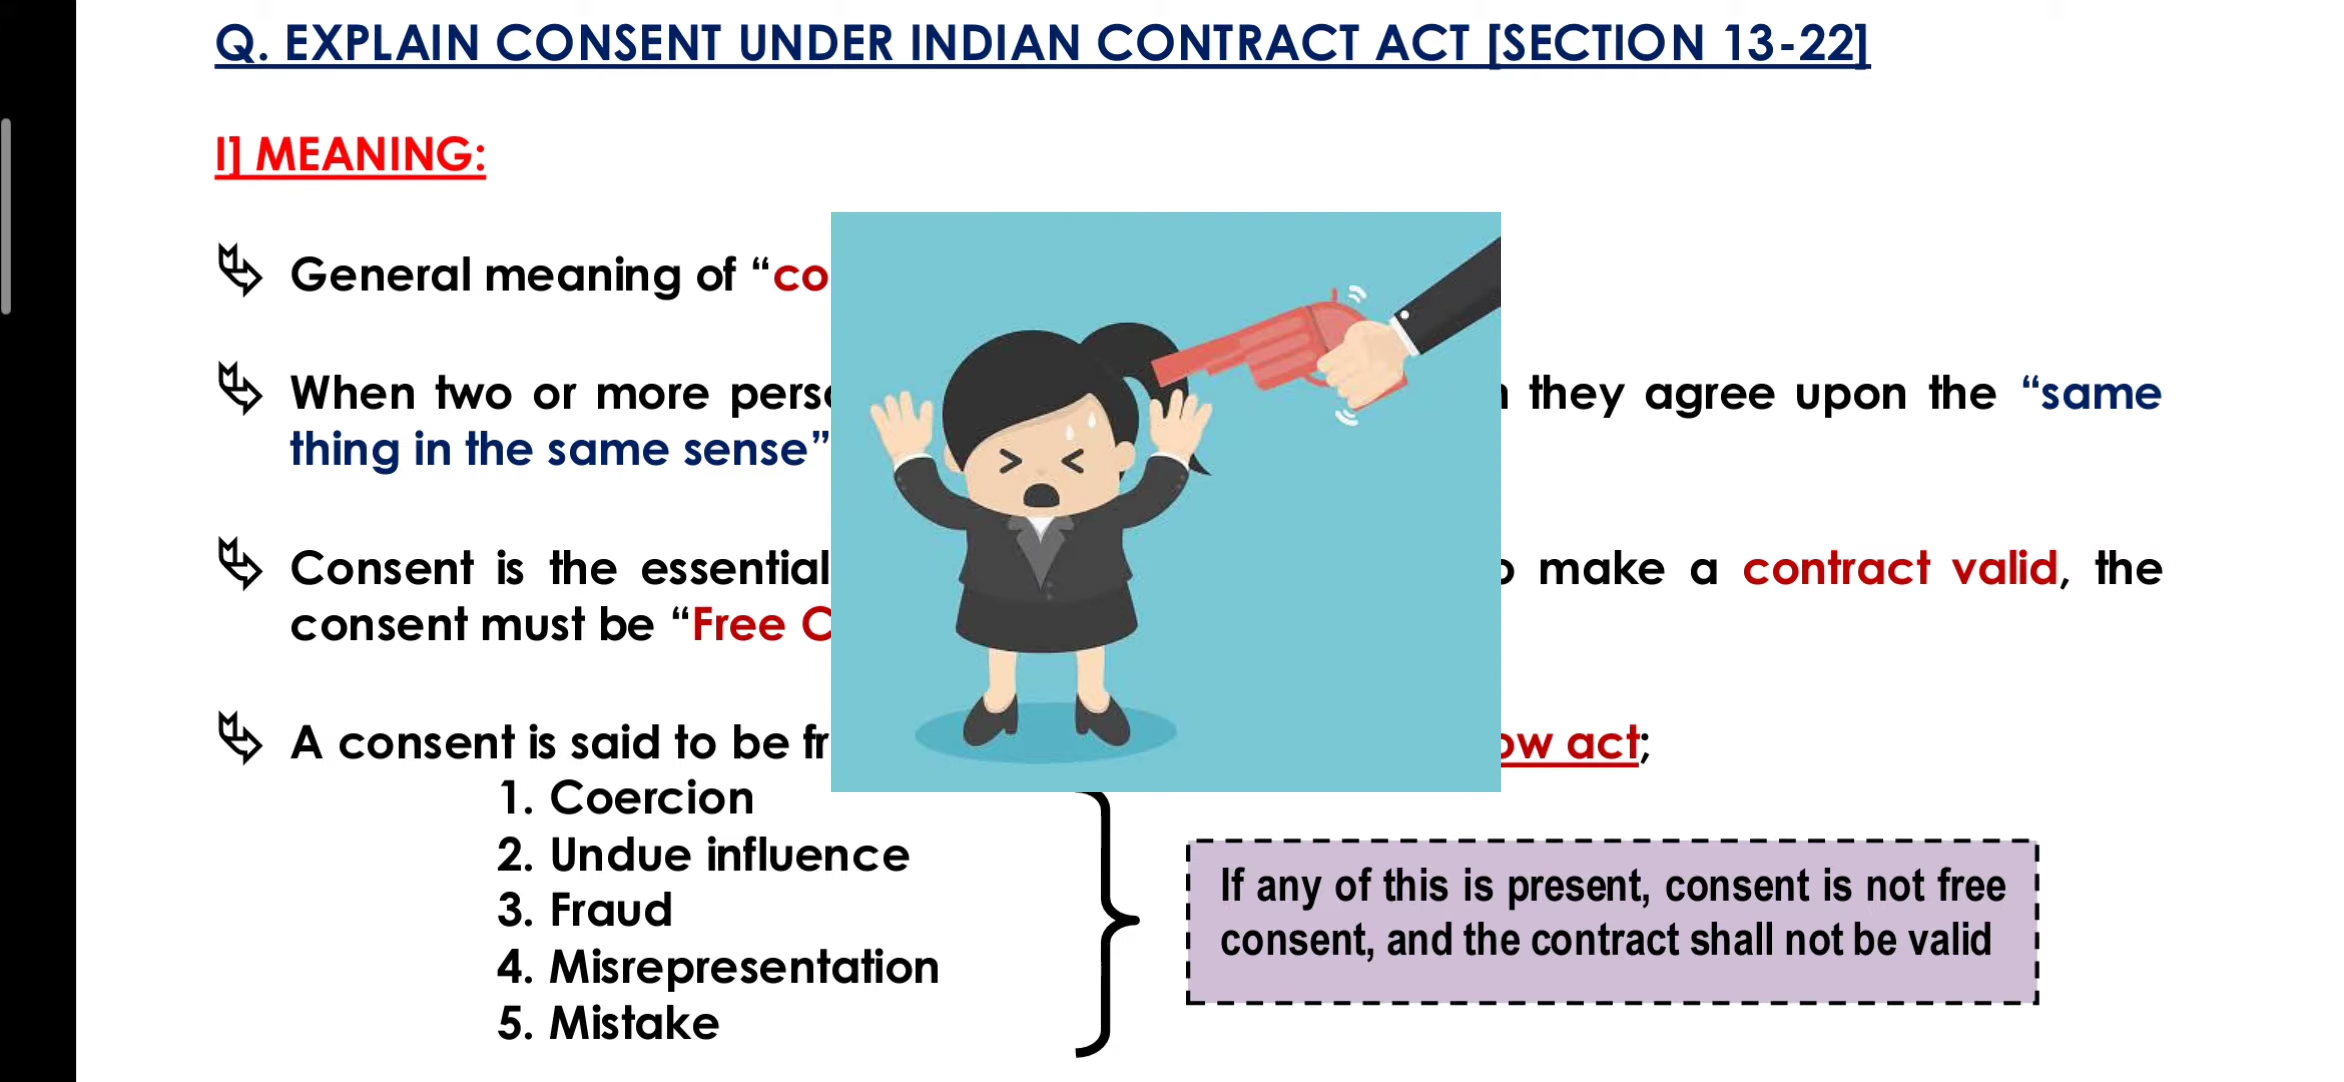 Q. EXPLAIN CONSENT UNDER INDIAN CONTRACT ACT [SECTION 13-22]
I] MEANING:
General meaning of “co
When two or more pers they agree upon the “same
thing in the same sense”
Consent is the essential make a contract valid, the
consent must be “Free C
A consent is said to be fr ow act;
1. Coercion
2. Undue influence
3. Fraud
4. Misrepresentation
5. Mistake
If any of this is present, consent is not free
consent, and the contract shall not be valid